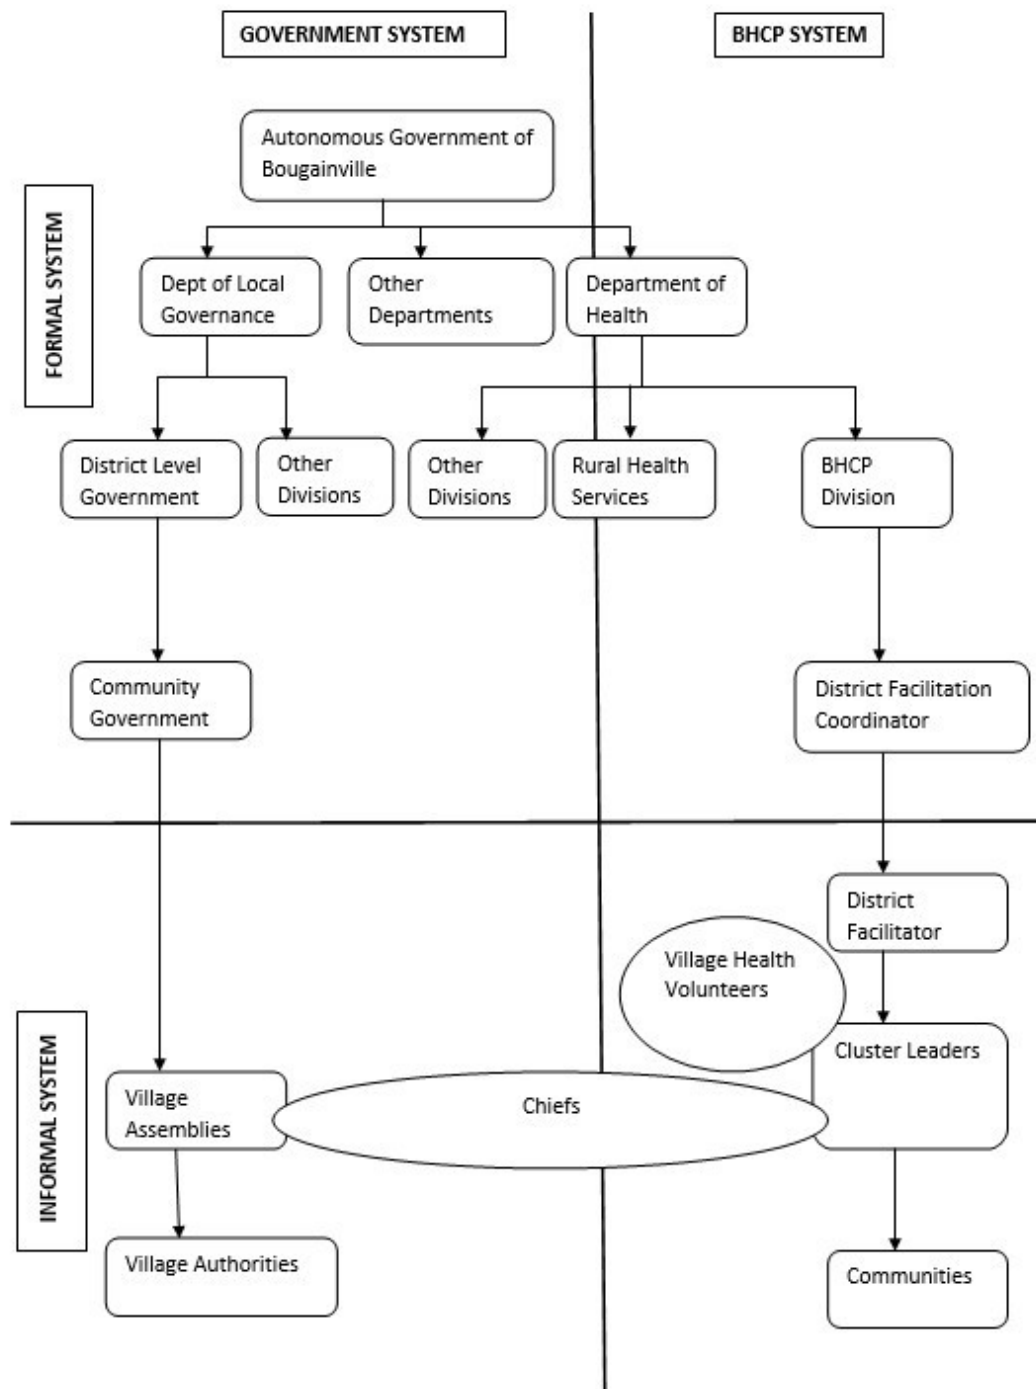 GOVERNMENT SYSTEM
BHCP SYSTEM
FORMAL SYSTEM
Autonomous Government of
Bougainville
Dept of Local
Governance
Other
Departments
Department of
Health
District Level
Government
Other
Divisions
Other
Divisions
Rural Health
Services
BHCP
Division
Community
Government
District Facilitation
Coordinator
INFORMAL SYSTEM
District
Facilitator
Village Health
Volunteers
Cluster Leaders
Village
Assemblies
Chiefs
Village Authorities
Communities